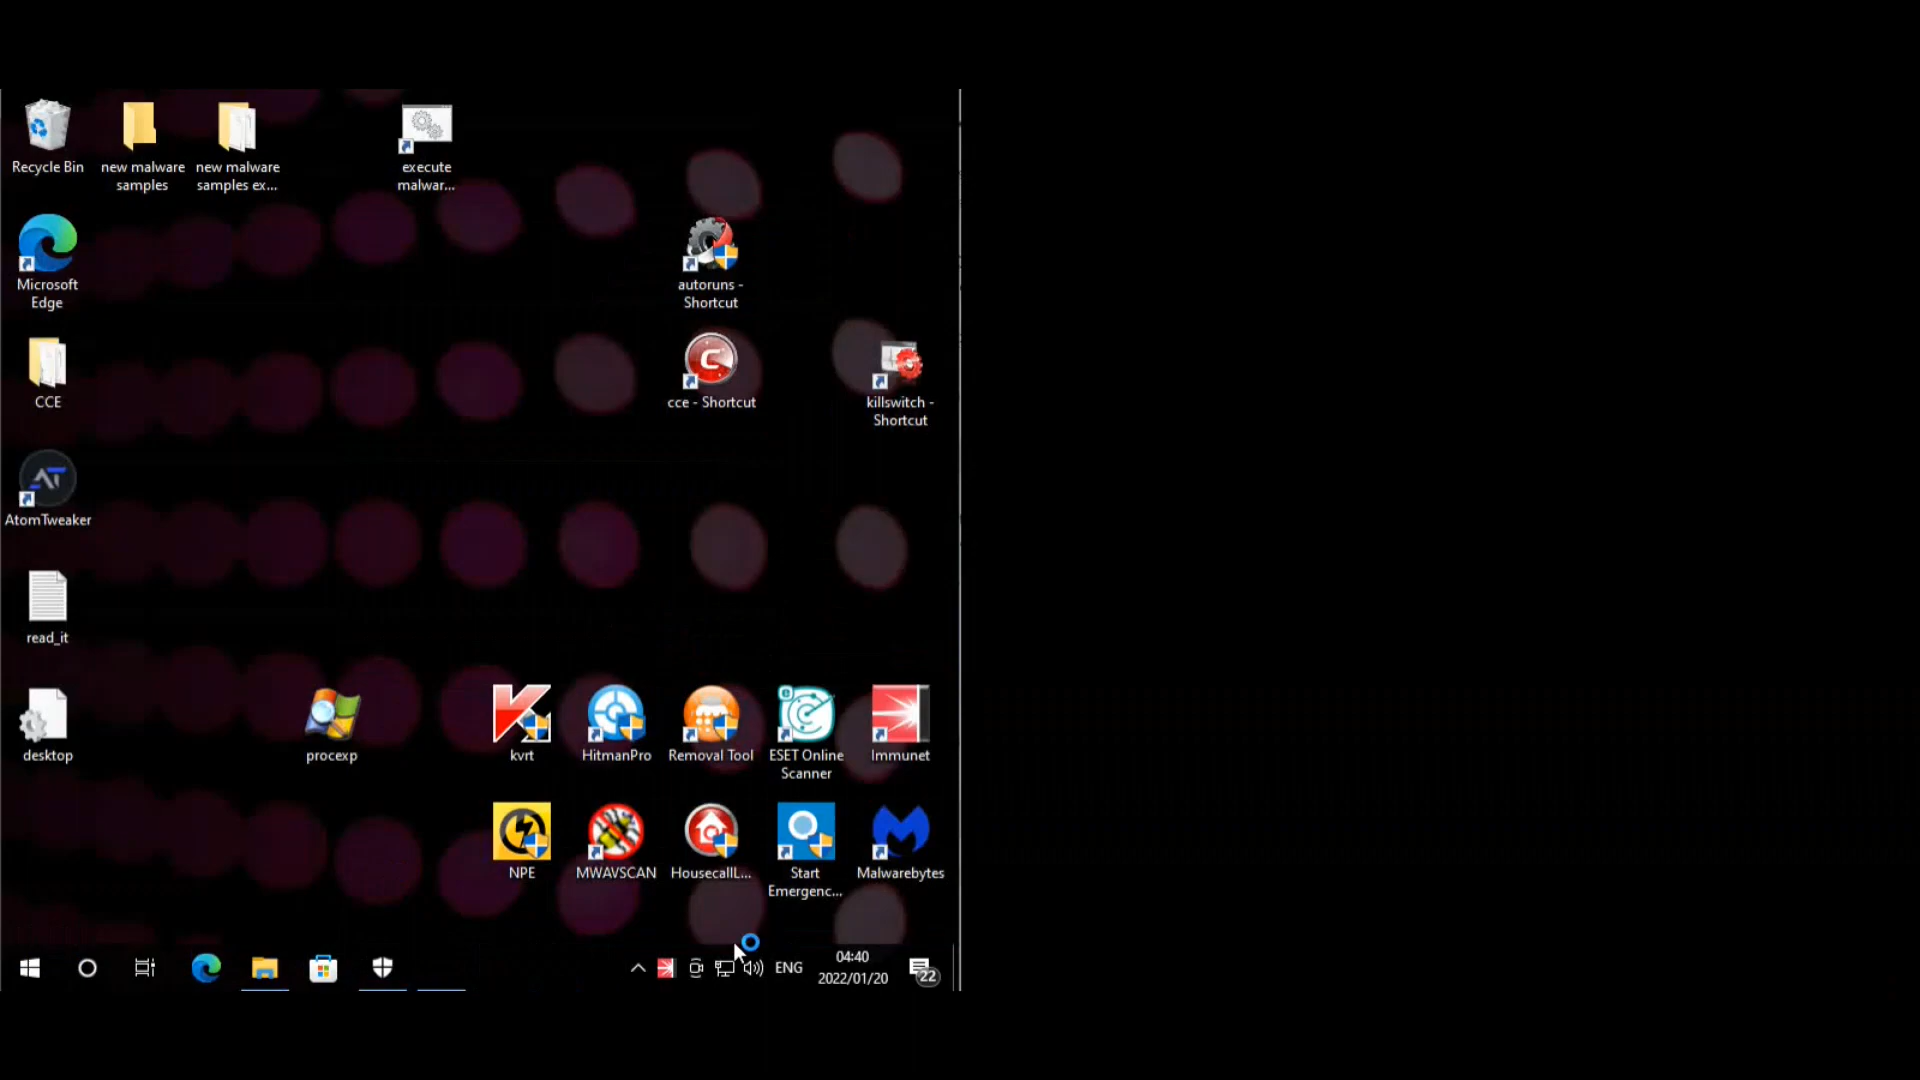 Recycle Bin
new malware
samples
new malware
samples ex...
execute
malwar...
Microsoft
Edge
autoruns -
Shortcut
CCE
cce - Shortcut
killswitch -
Shortcut
AT
AtomTweaker
read_it
desktop
procexp
kvrt
HitmanPro
Removal Tool
ESET Online
Scanner
Immunet
NPE
MWAVSCAN
HousecallL...
Start
Emergenc...
Malwarebytes
ENG
04:40
2022/01/20
22